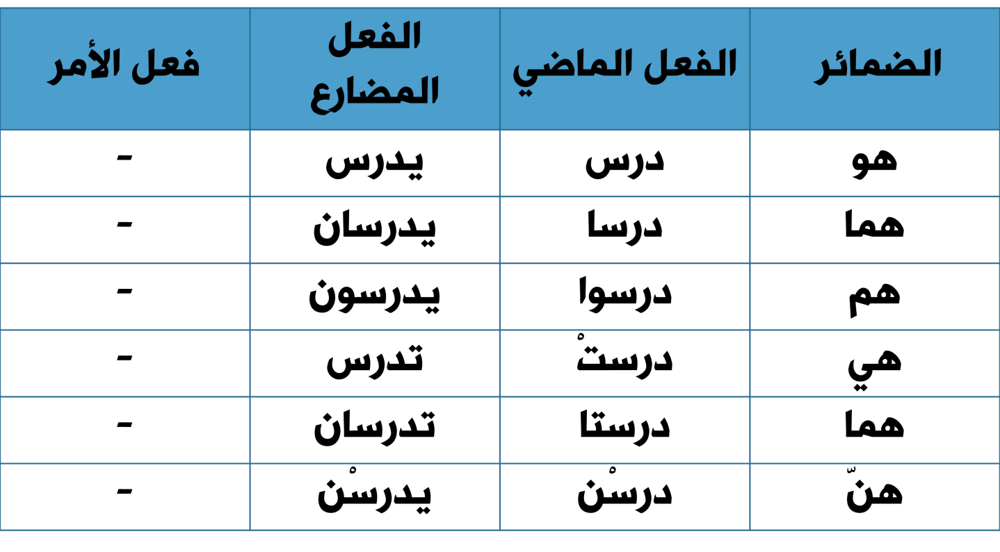 الضمائر الفعل الماضي الفعل المضارع فعل الأمر
هو درس يدرس -
هما درسا يدرسان -
هم درسوا يدرسون -
هي درستْ تدرس -
هما درستا تدرسان -
هنّ درسْن يدرسْن -